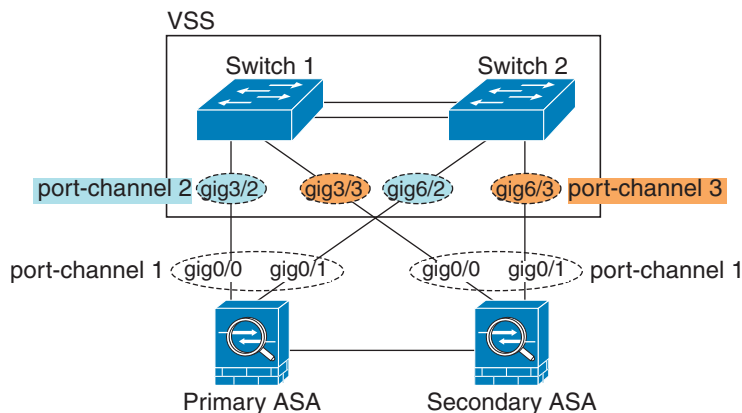 VSS
Switch 1 Switch 2
port-channel 2 gig3/2 gig3/3 gig6/2 gig6/3 port-channel 3
port-channel 1 gig0/0 gig0/1 gig0/0 gig0/1 port-channel 1
Primary ASA Secondary ASA